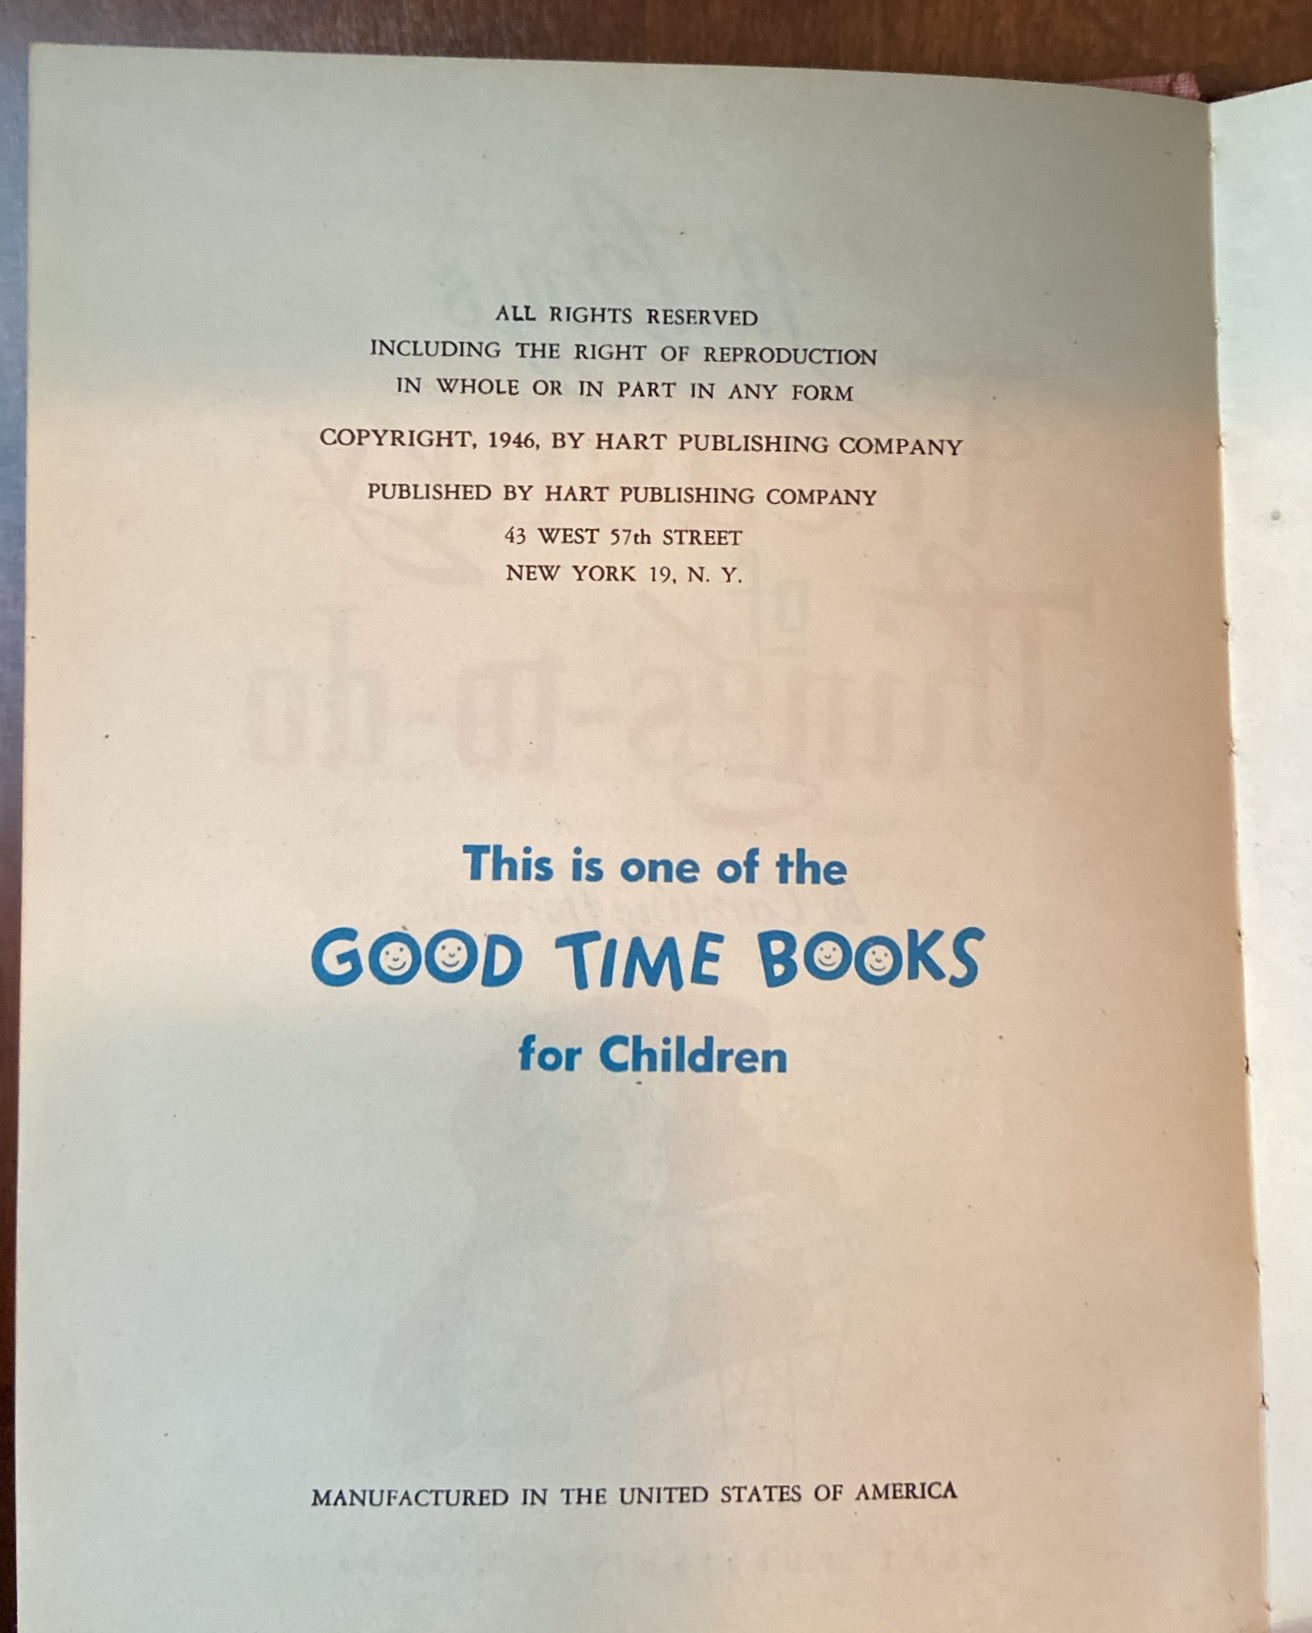 ALL RIGHTS RESERVED
INCLUDING THE RIGHT OF REPRODUCTION
IN WHOLE OR IN PART IN ANY FORM
COPYRIGHT, 1946, BY HART PUBLISHING COMPANY
PUBLISHED BY HART PUBLISHING COMPANY
43 WEST 57th STREET
NEW YORK 19, N. Y.
This is one of the
GOOD TIME BOOKS
for Children
MANUFACTURED IN THE UNITED STATES OF AMERICA